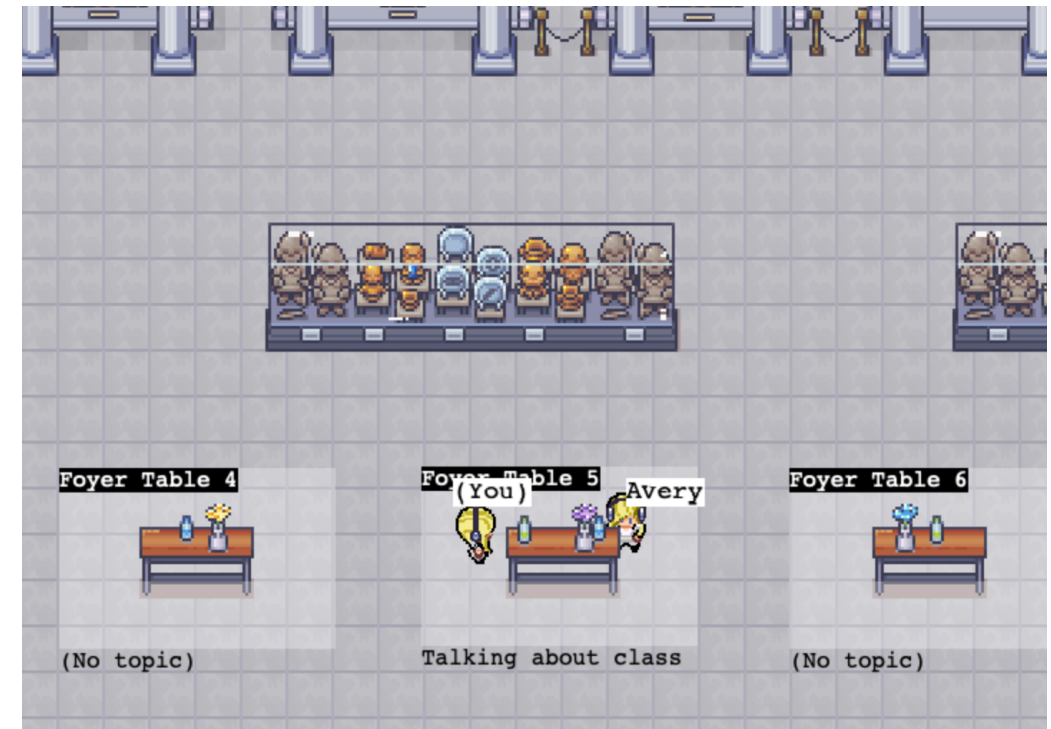 Foyer Table 4
Foyer Table 5
(You)
Avery
Foyer Table 6
(No topic)
Talking about class
(No topic)